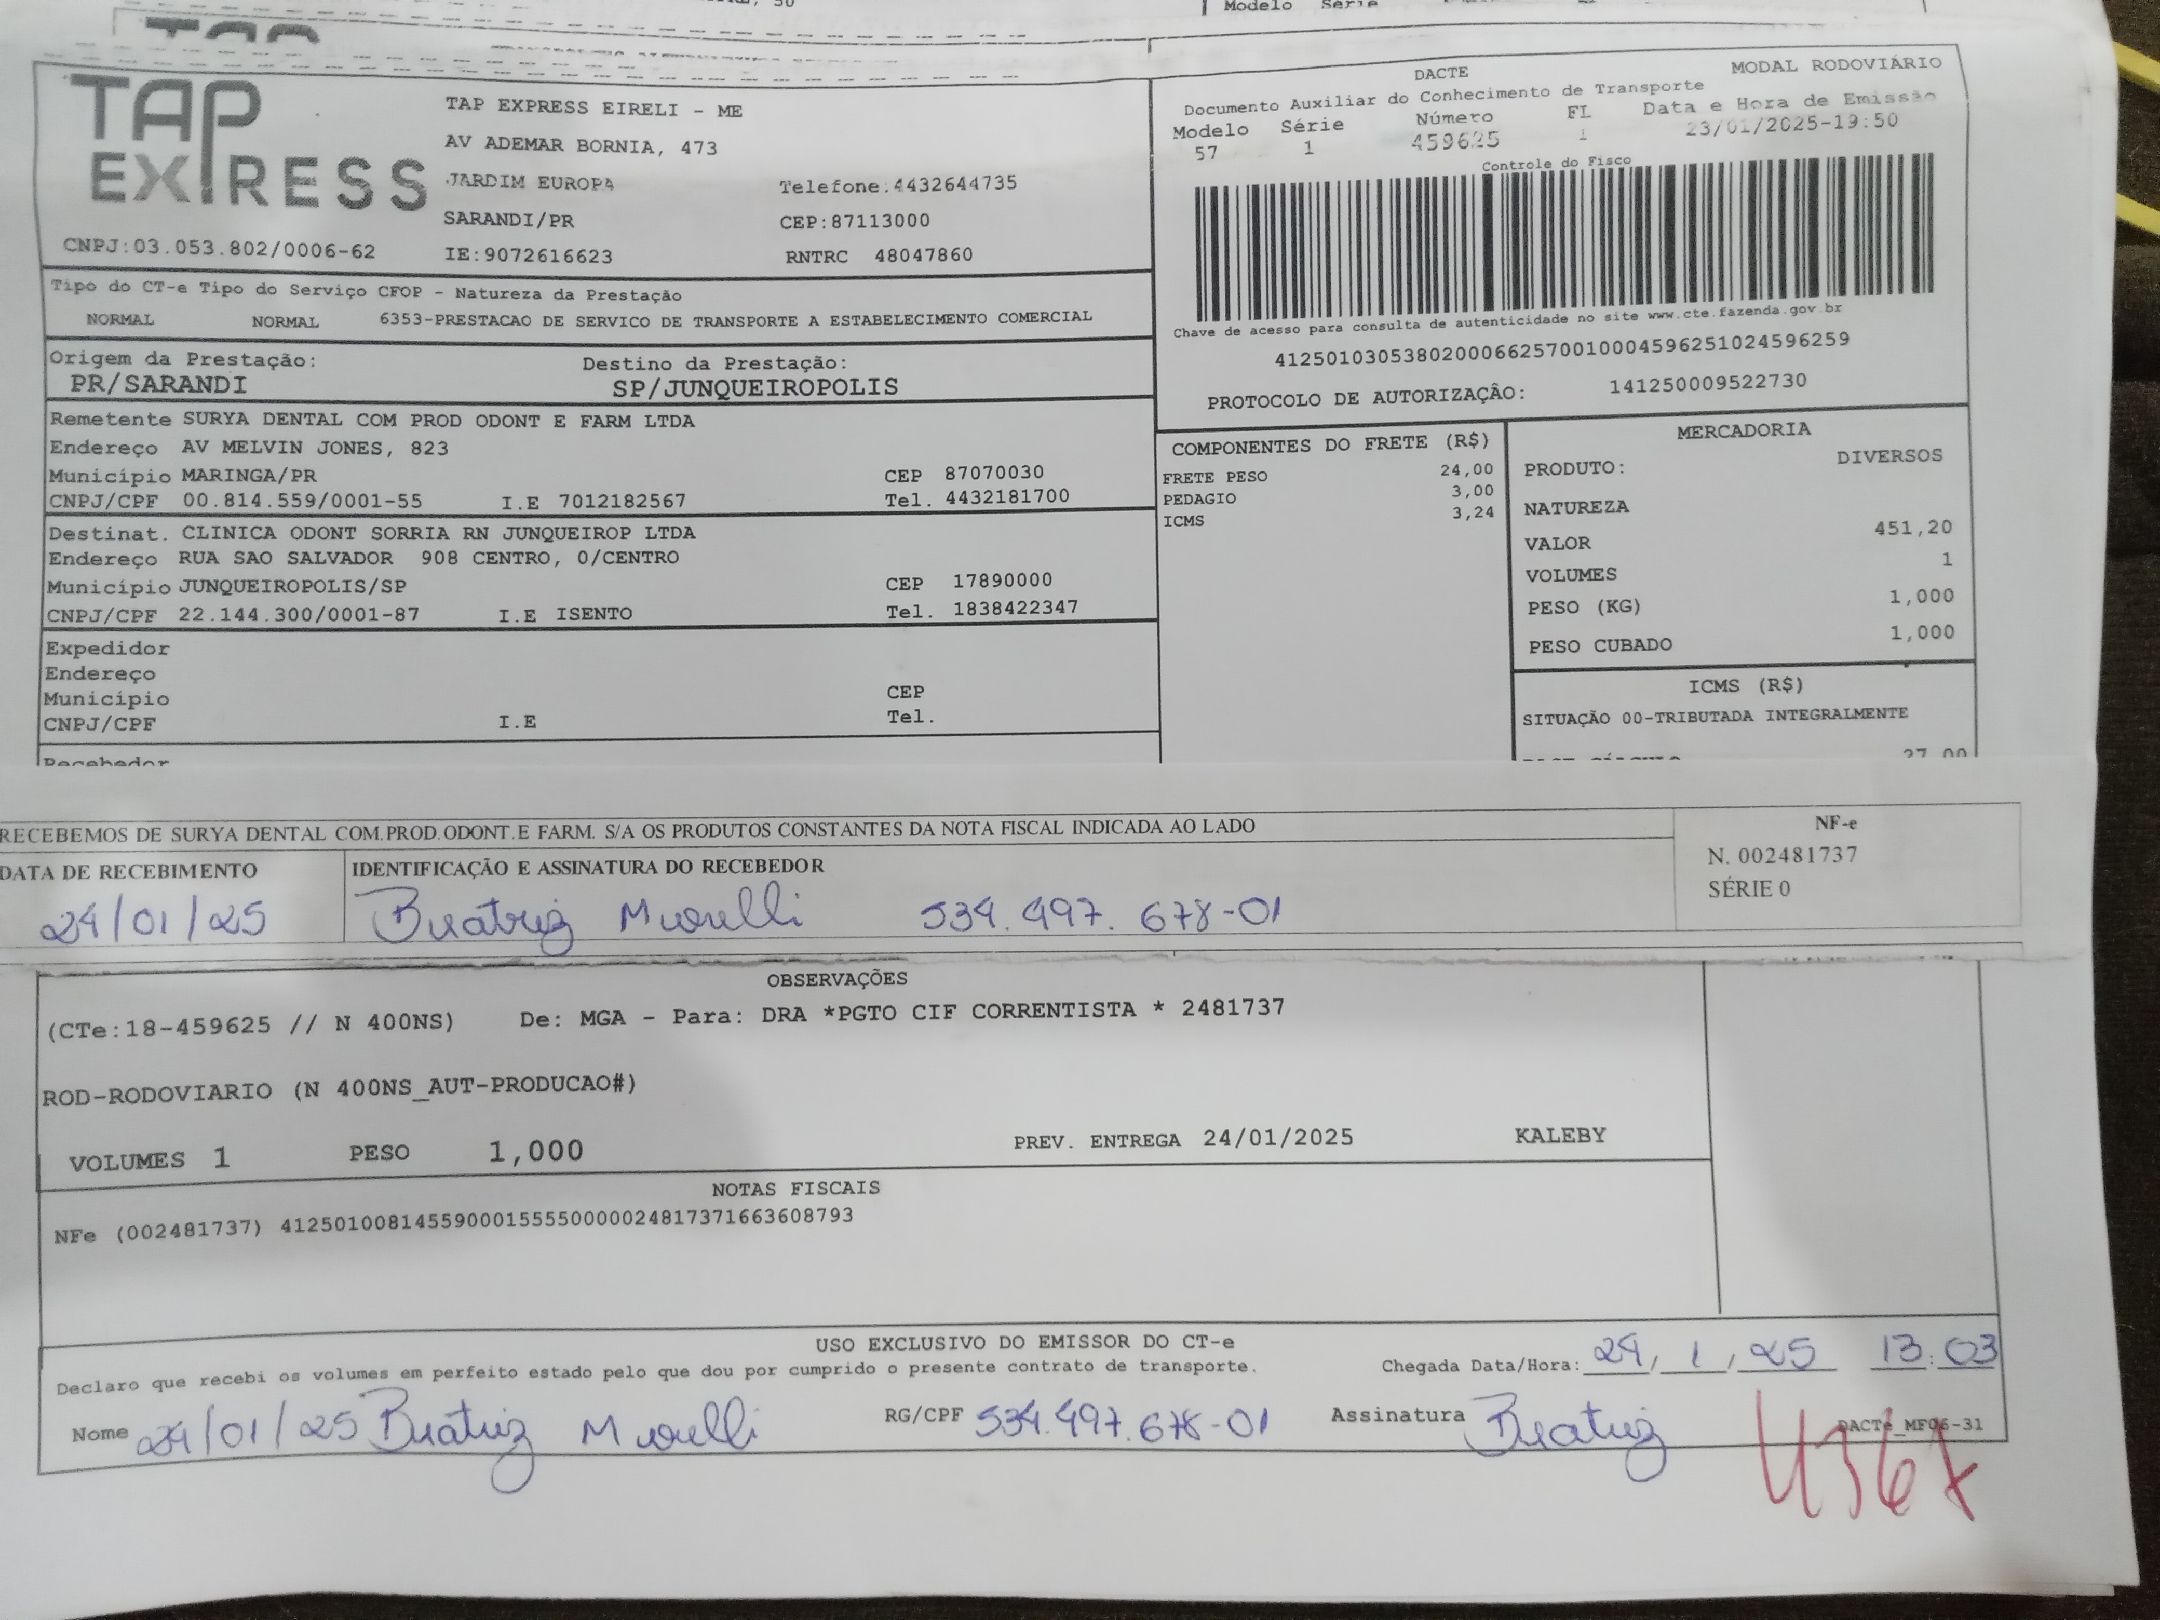 Modelo Série
TAP EXPRESS
TAP EXPRESS EIRELI - ME
AV ADEMAR BORNIA, 473
JARDIM EUROPA Telefone:4432644735
SARANDI/PR CEP:87113000
CNPJ:03.053.802/0006-62 IE:9072616623 RNTRC 48047860
DACTE MODAL RODOVIÁRIO
Documento Auxiliar do Conhecimento de Transporte
Modelo Série Número FL Data e Hora de Emissão
57 1 459625 1 23/01/2025-19:50
Controle do Fisco
Chave de acesso para consulta de autenticidade no site www.cte.fazenda.gov.br
41250103053802000662570010004596251024596259
PROTOCOLO DE AUTORIZAÇÃO: 141250009522730
Tipo do CT-e Tipo do Serviço CFOP - Natureza da Prestação
NORMAL NORMAL 6353-PRESTACAO DE SERVICO DE TRANSPORTE A ESTABELECIMENTO COMERCIAL
Origem da Prestação: Destino da Prestação:
PR/SARANDI SP/JUNQUEIROPOLIS
Remetente SURYA DENTAL COM PROD ODONT E FARM LTDA
Endereço AV MELVIN JONES, 823
Município MARINGA/PR CEP 87070030
CNPJ/CPF 00.814.559/0001-55 I.E 7012182567 Tel. 4432181700
Destinat. CLINICA ODONT SORRIA RN JUNQUEIROP LTDA
Endereço RUA SAO SALVADOR 908 CENTRO, 0/CENTRO
Município JUNQUEIROPOLIS/SP CEP 17890000
CNPJ/CPF 22.144.300/0001-87 I.E ISENTO Tel. 1838422347
Expedidor
Endereço
Município CEP
CNPJ/CPF I.E Tel.
Recebedor
COMPONENTES DO FRETE (R$)
FRETE PESO 24,00
PEDAGIO 3,00
ICMS 3,24
MERCADORIA
PRODUTO: DIVERSOS
NATUREZA
VALOR 451,20
VOLUMES 1
PESO (KG) 1,000
PESO CUBADO 1,000
ICMS (R$)
SITUAÇÃO 00-TRIBUTADA INTEGRALMENTE
27,00
RECEBEMOS DE SURYA DENTAL COM.PROD.ODONT.E FARM. S/A OS PRODUTOS CONSTANTES DA NOTA FISCAL INDICADA AO LADO
DATA DE RECEBIMENTO IDENTIFICAÇÃO E ASSINATURA DO RECEBEDOR
24/01/25 Beatriz 534.497.678-01
NF-e
N. 002481737
SÉRIE 0
OBSERVAÇÕES
(CTe:18-459625 // N 400NS) De: MGA - Para: DRA *PGTO CIF CORRENTISTA * 2481737
ROD-RODOVIARIO (N 400NS_AUT-PRODUCAO#)
VOLUMES 1 PESO 1,000 PREV. ENTREGA 24/01/2025 KALEBY
NOTAS FISCAIS
NFe (002481737) 41250100814559000155550000024817371663608793
USO EXCLUSIVO DO EMISSOR DO CT-e
Declaro que recebi os volumes em perfeito estado pelo que dou por cumprido o presente contrato de transporte. Chegada Data/Hora: 24/1/25 13:03
Nome 24/01/25 Beatriz RG/CPF 534.497.678-01 Assinatura Beatriz
DACTe_MF06-31